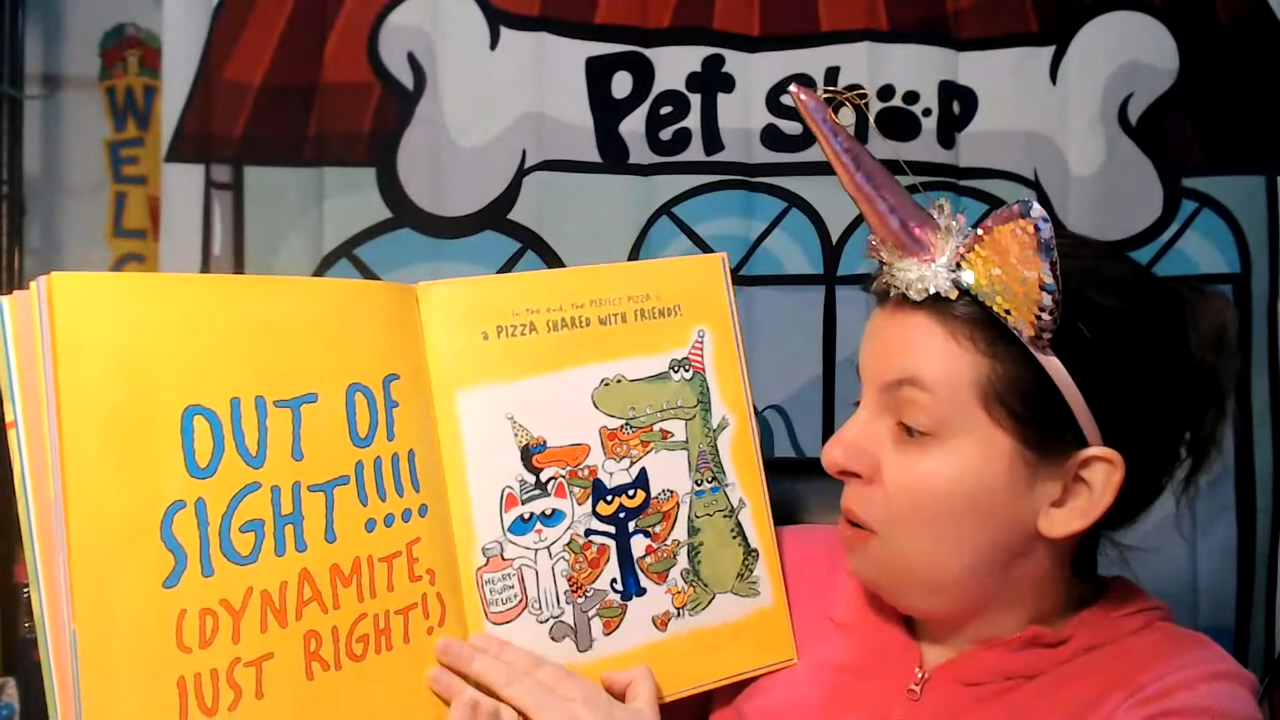 Pet Shop
WELC
OUT OF
SIGHT!!!!
(DYNAMITE,
JUST RIGHT!)
In the end, the PERFECT PIZZA is
a PIZZA SHARED WITH FRIENDS!
HEART-
BURN
RELIEF